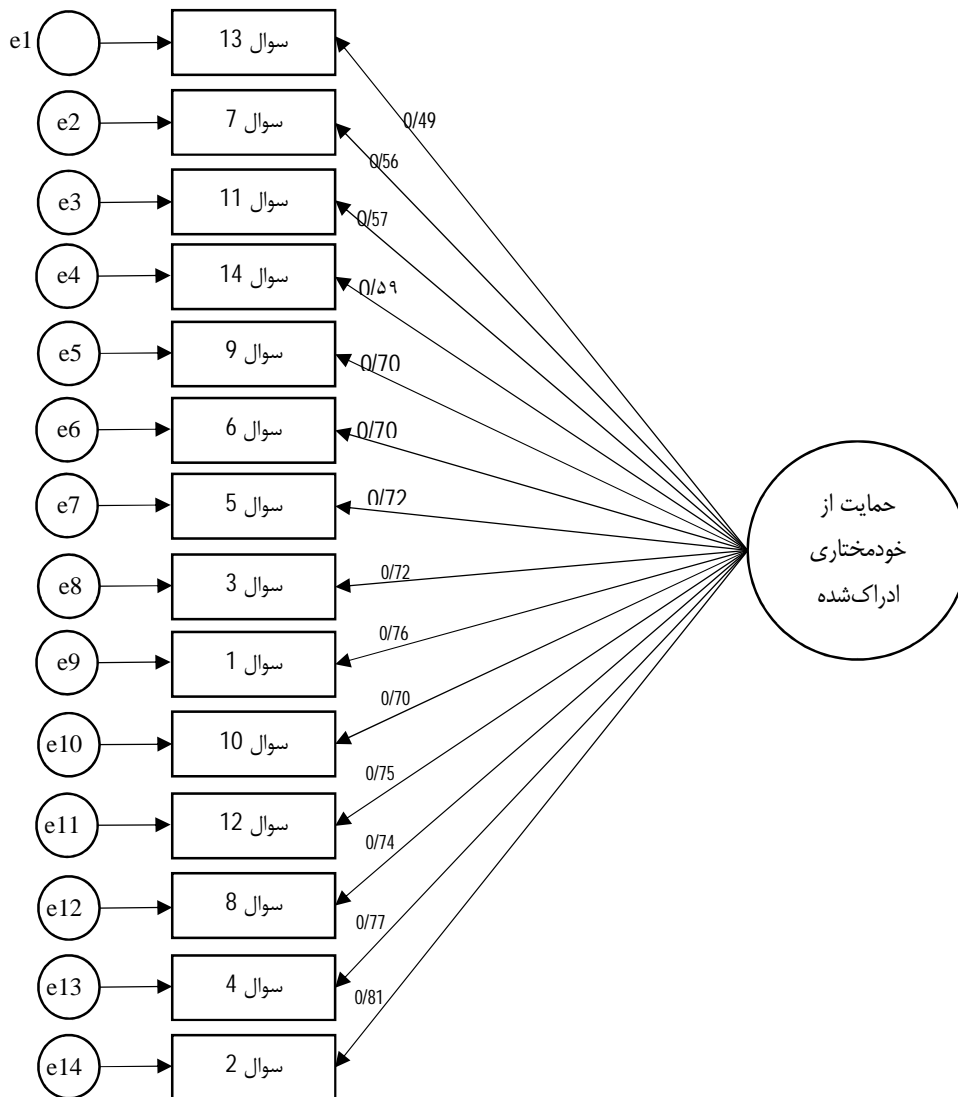 e1
سوال 13
0/49
e2
سوال 7
0/56
e3
سوال 11
0/57
e4
سوال 14
0/۵۹
e5
سوال 9
0/70
e6
سوال 6
0/70
e7
سوال 5
0/72
e8
سوال 3
0/72
e9
سوال 1
0/76
e10
سوال 10
0/70
e11
سوال 12
0/75
e12
سوال 8
0/74
e13
سوال 4
0/77
e14
سوال 2
0/81
حمایت از
خودمختاری
ادراک‌شده